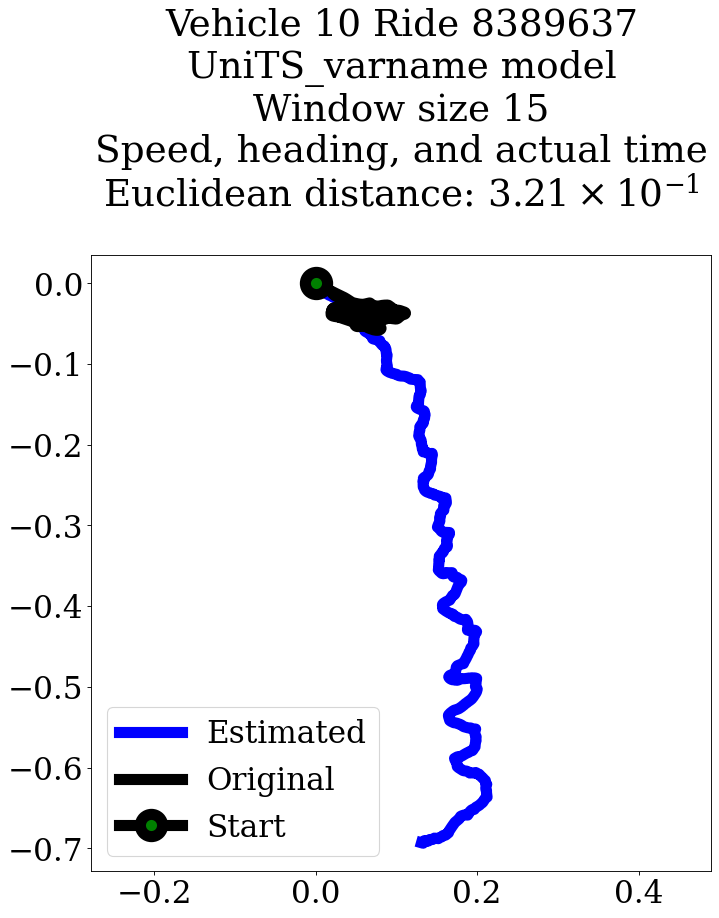 Vehicle 10 Ride 8389637
UniTS_varname model
Window size 15
Speed, heading, and actual time
Euclidean distance: 3.21 × 10⁻¹
0.0
−0.1
−0.2
−0.3
−0.4
−0.5
−0.6
−0.7
Estimated
Original
Start
−0.2 0.0 0.2 0.4